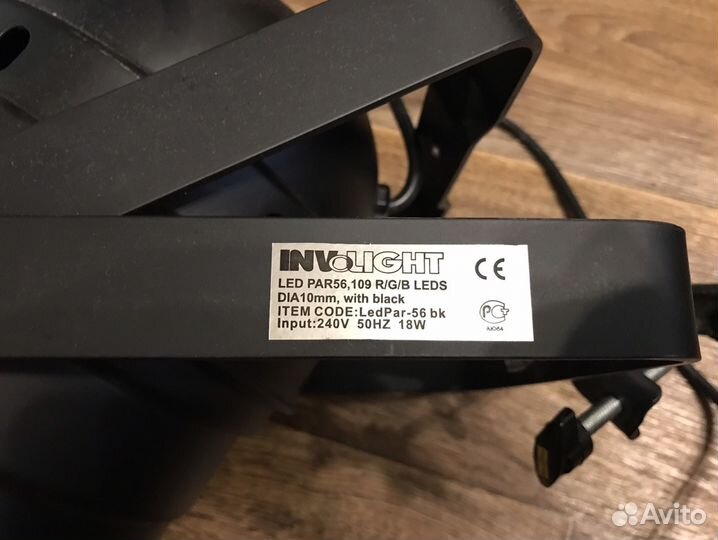 INVOLIGHT
LED PAR56,109 R/G/B LEDS
DIA10mm, with black
ITEM CODE:LedPar-56 bk
Input:240V 50HZ 18W
CE
РС
Avito